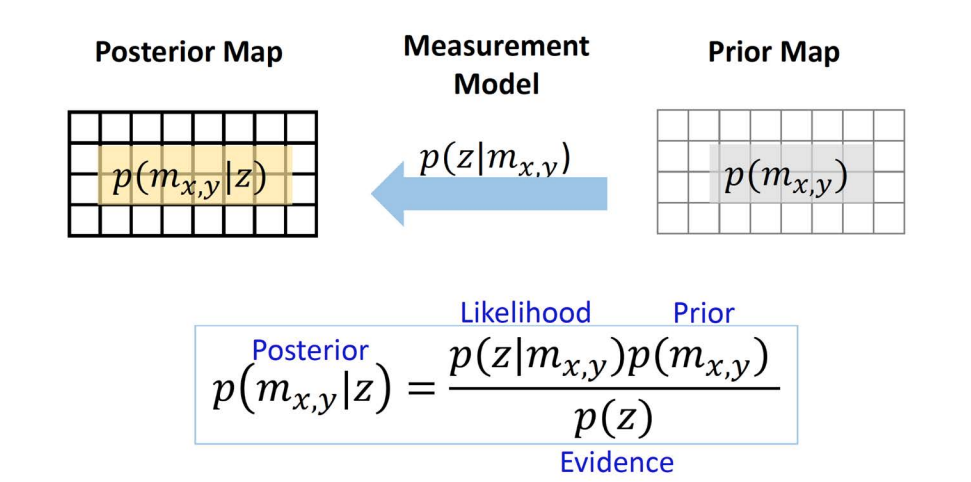 Posterior Map
Measurement
Model
Prior Map
p(m_{x,y}|z)
p(z|m_{x,y})
p(m_{x,y})
Likelihood
Prior
Posterior
p(m_{x,y}|z) = \frac{p(z|m_{x,y})p(m_{x,y})}{p(z)}
Evidence